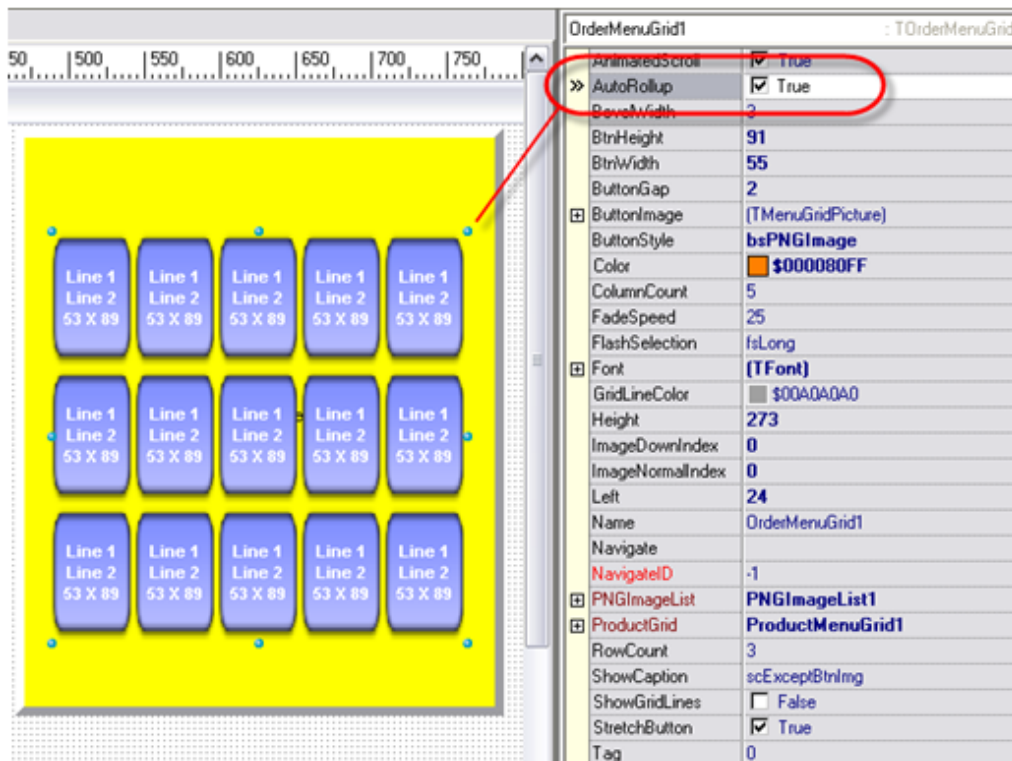 OrderMenuGrid1 : TOrderMenuGrid
50 500 550 600 650 700 750
AnimatedScroll True
AutoRollup True
BevelWidth 3
BtnHeight 91
BtnWidth 55
ButtonGap 2
ButtonImage (TMenuGridPicture)
ButtonStyle bsPNGImage
Color $000080FF
ColumnCount 5
FadeSpeed 25
FlashSelection fsLong
Font (TFont)
GridLineColor $00A0A0A0
Height 273
ImageDownIndex 0
ImageNormalIndex 0
Left 24
Name OrderMenuGrid1
Navigate
NavigateID -1
PNGImageList PNGImageList1
ProductGrid ProductMenuGrid1
RowCount 3
ShowCaption scExceptBtnImg
ShowGridLines False
StretchButton True
Tag 0
Line 1 Line 1 Line 1 Line 1 Line 1
Line 2 Line 2 Line 2 Line 2 Line 2
53 X 89 53 X 89 53 X 89 53 X 89 53 X 89
Line 1 Line 1 Line 1 Line 1 Line 1
Line 2 Line 2 Line 2 Line 2 Line 2
53 X 89 53 X 89 53 X 89 53 X 89 53 X 89
Line 1 Line 1 Line 1 Line 1 Line 1
Line 2 Line 2 Line 2 Line 2 Line 2
53 X 89 53 X 89 53 X 89 53 X 89 53 X 89